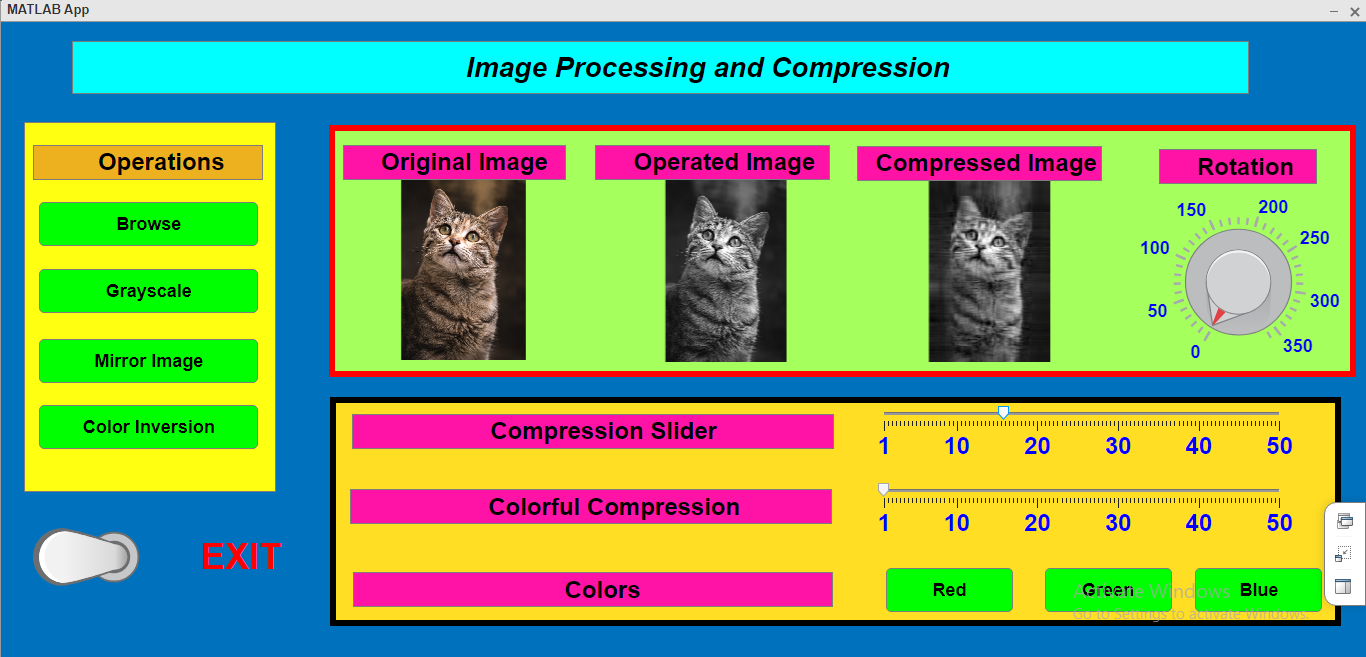 MATLAB App
Image Processing and Compression
Operations
Browse
Grayscale
Mirror Image
Color Inversion
EXIT
Original Image
Operated Image
Compressed Image
Rotation
0
50
100
150
200
250
300
350
Compression Slider
1 10 20 30 40 50
Colorful Compression
1 10 20 30 40 50
Colors
Red
Green
Blue
Activate Windows
Go to Settings to activate Windows.